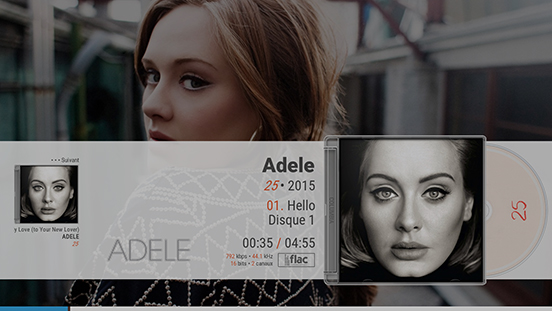 ••• Suivant
y Love (to Your New Lover)
ADELE
25
ADELE
Adele
25 • 2015
01. Hello
Disque 1
00:35 / 04:55
792 kbps • 44.1 kHz
16 bits • 2 canaux
flac
25